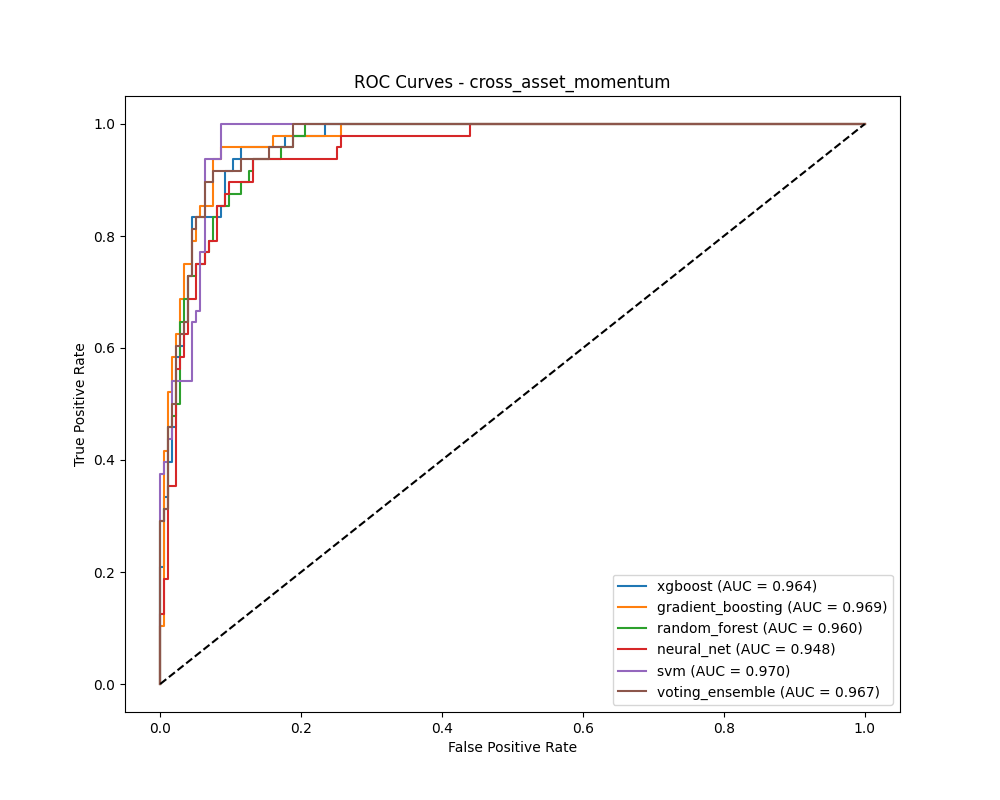 ROC Curves - cross_asset_momentum
1.0
0.8
0.6
0.4
0.2
0.0
True Positive Rate
0.0 0.2 0.4 0.6 0.8 1.0
False Positive Rate
xgboost (AUC = 0.964)
gradient_boosting (AUC = 0.969)
random_forest (AUC = 0.960)
neural_net (AUC = 0.948)
svm (AUC = 0.970)
voting_ensemble (AUC = 0.967)